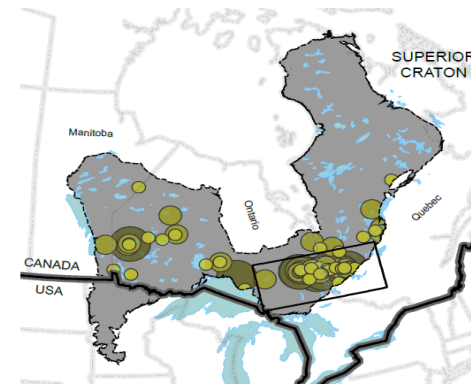 SUPERIOR
CRATON
Manitoba
Ontario
Quebec
CANADA
USA